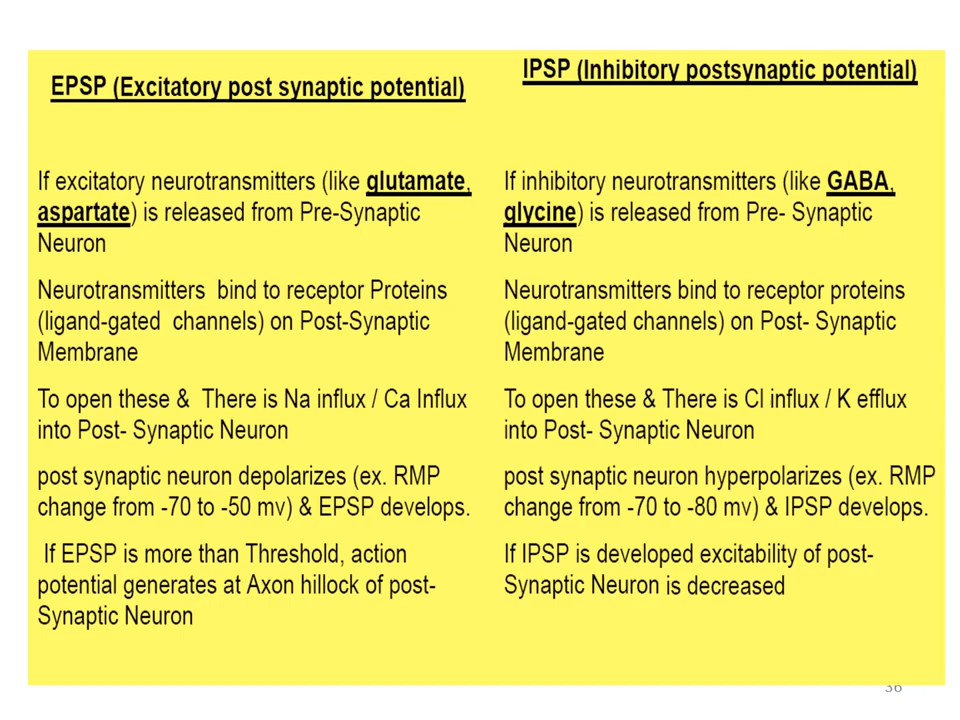 EPSP (Excitatory post synaptic potential)
If excitatory neurotransmitters (like glutamate,
aspartate) is released from Pre-Synaptic
Neuron
Neurotransmitters bind to receptor Proteins
(ligand-gated channels) on Post-Synaptic
Membrane
To open these & There is Na influx / Ca Influx
into Post- Synaptic Neuron
post synaptic neuron depolarizes (ex. RMP
change from -70 to -50 mv) & EPSP develops.
If EPSP is more than Threshold, action
potential generates at Axon hillock of post-
Synaptic Neuron
IPSP (Inhibitory postsynaptic potential)
If inhibitory neurotransmitters (like GABA,
glycine) is released from Pre- Synaptic
Neuron
Neurotransmitters bind to receptor proteins
(ligand-gated channels) on Post- Synaptic
Membrane
To open these & There is Cl influx / K efflux
into Post- Synaptic Neuron
post synaptic neuron hyperpolarizes (ex. RMP
change from -70 to -80 mv) & IPSP develops.
If IPSP is developed excitability of post-
Synaptic Neuron is decreased
36